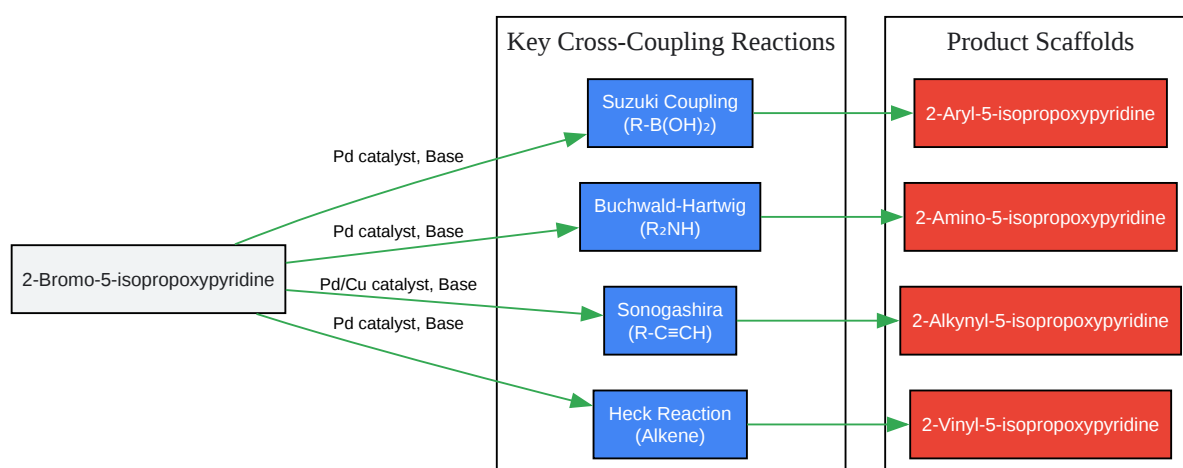 Key Cross-Coupling Reactions
Product Scaffolds
Suzuki Coupling
(R-B(OH)₂)
2-Aryl-5-isopropoxypyridine
Pd catalyst, Base
Buchwald-Hartwig
(R₂NH)
2-Amino-5-isopropoxypyridine
Pd catalyst, Base
2-Bromo-5-isopropoxypyridine
Pd/Cu catalyst, Base
Sonogashira
(R-C≡CH)
2-Alkynyl-5-isopropoxypyridine
Pd catalyst, Base
Heck Reaction
(Alkene)
2-Vinyl-5-isopropoxypyridine